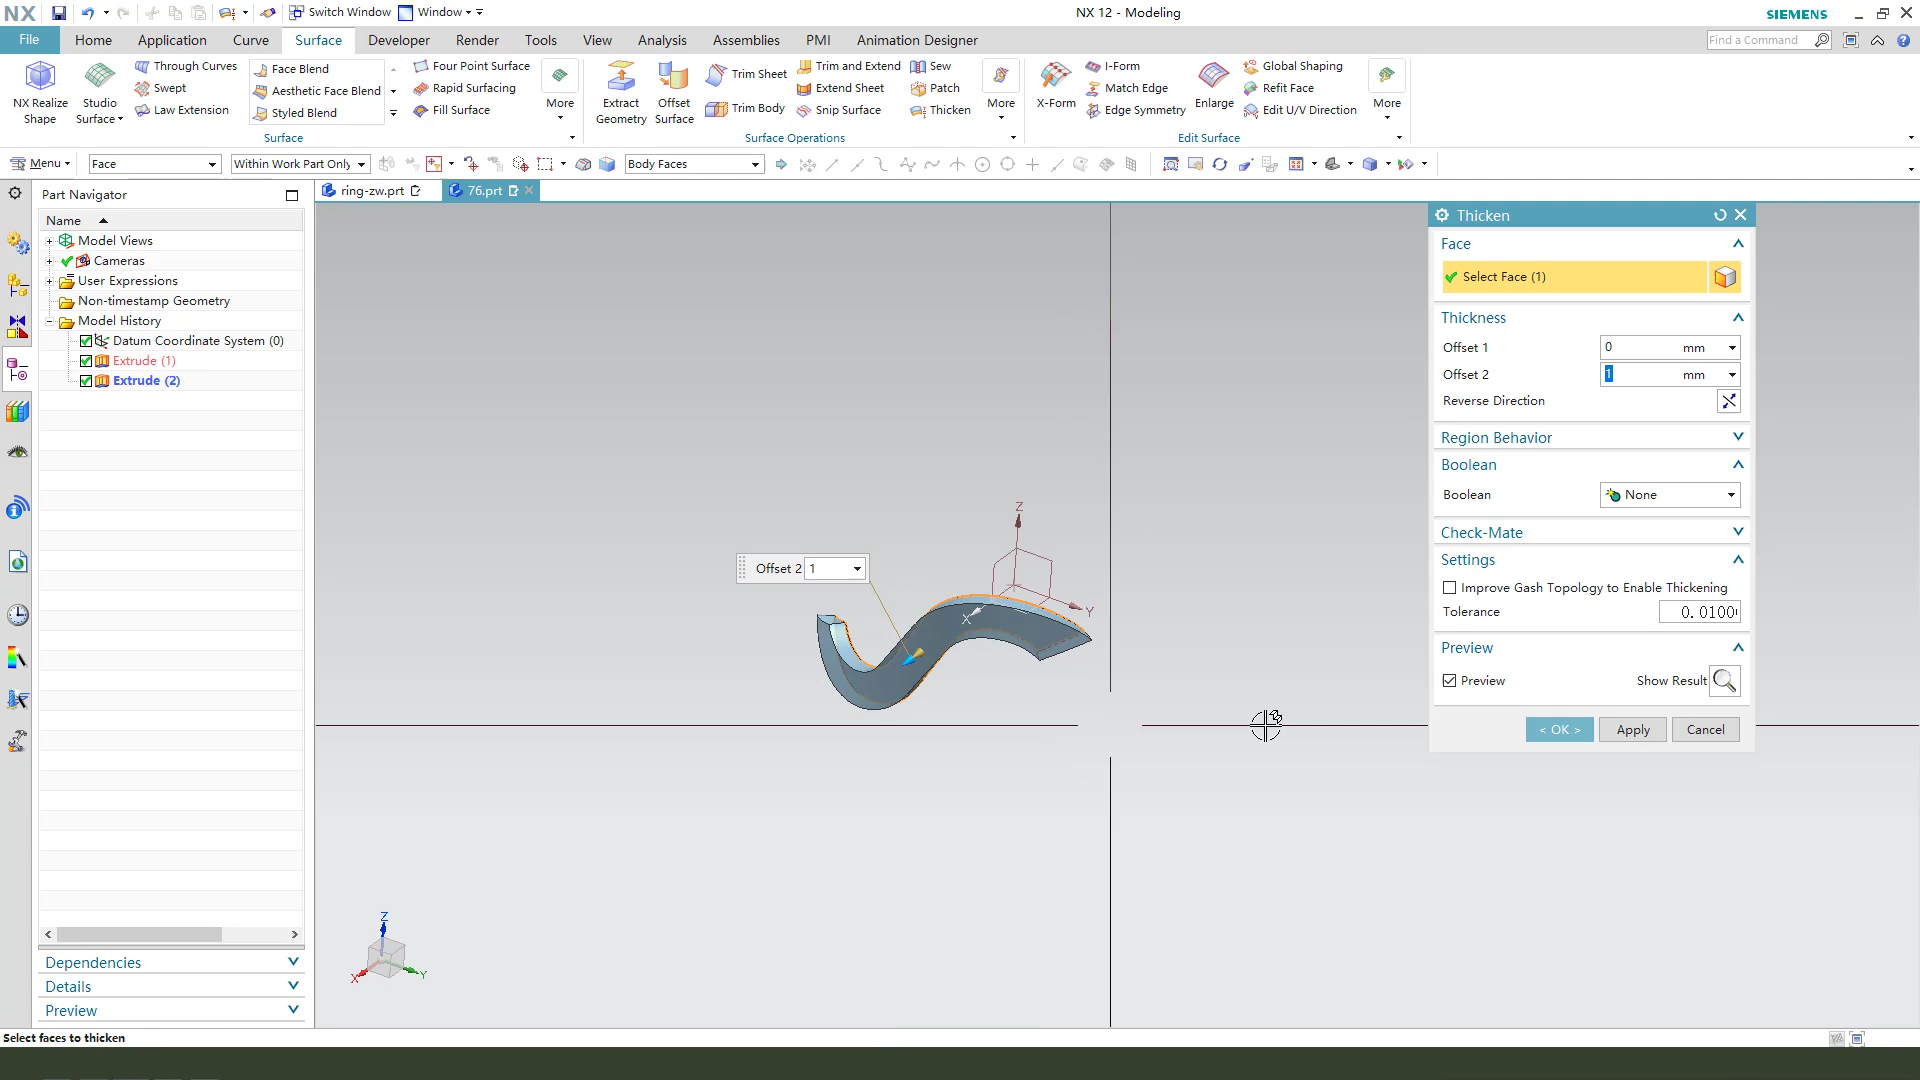 NX
Switch Window
Window
NX 12 - Modeling
SIEMENS
File
Home
Application
Curve
Surface
Developer
Render
Tools
View
Analysis
Assemblies
PMI
Animation Designer
Find a Command
NX Realize Shape
Studio Surface
Through Curves
Swept
Law Extension
Face Blend
Aesthetic Face Blend
Styled Blend
Four Point Surface
Rapid Surfacing
Fill Surface
More
Surface
Extract Geometry
Offset Surface
Trim Sheet
Trim Body
Trim and Extend
Extend Sheet
Snip Surface
Sew
Patch
Thicken
More
Surface Operations
X-Form
I-Form
Match Edge
Edge Symmetry
Enlarge
Global Shaping
Refit Face
Edit U/V Direction
More
Edit Surface
Menu
Face
Within Work Part Only
Body Faces
Part Navigator
ring-zw.prt
76.prt
Name
Model Views
Cameras
User Expressions
Non-timestamp Geometry
Model History
Datum Coordinate System (0)
Extrude (1)
Extrude (2)
Dependencies
Details
Preview
Offset 2 1
Z
Y
X
Z
X
Y
Thicken
Face
Select Face (1)
Thickness
Offset 1 0 mm
Offset 2 1 mm
Reverse Direction
Region Behavior
Boolean
Boolean None
Check-Mate
Settings
Improve Gash Topology to Enable Thickening
Tolerance 0.0100
Preview
Preview Show Result
< OK > Apply Cancel
Select faces to thicken